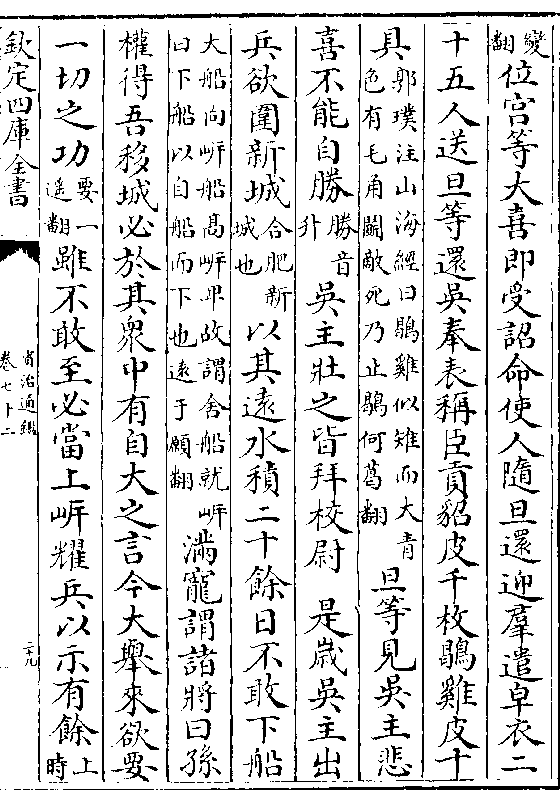 變翻位宫等大喜即受詔命使人隨旦還迎羣遣皁衣二
十五人送旦等還吳奉表稱臣貢貂皮千枚鶡雞皮十
具郭璞注山海經曰鶡雞似雉而大青色有毛角鬬敵死乃止鶡何葛翻旦等見吳主悲
喜不能自勝勝音升吳主壯之皆拜校尉 是歲吳主出
兵欲圍新城合肥新城也以其遠水積二十餘日不敢下船
大船向㟁船髙㟁卑故謂舍船就㟁曰下船以自船而下也遠于願翻滿寵謂諸將曰孫
權得吾移城必於其衆中有自大之言今大舉來欲要
一切之功要一遥翻雖不敢至必當上㟁耀兵以示有餘上時
欽定四庫全書
資治通鑑
卷七十二
二九